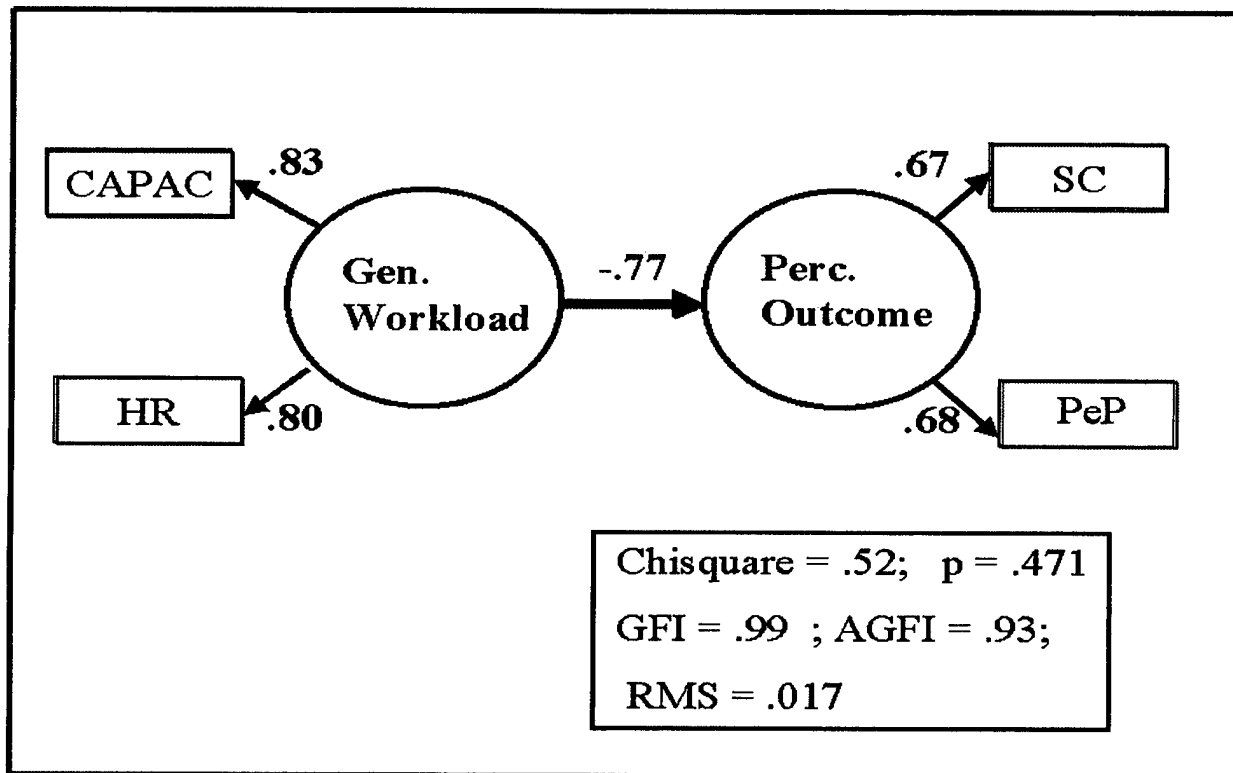 .83
CAPAC
.67
SC
Gen.
Workload
-.77
Perc.
Outcome
HR
.80
.68
PeP
Chisquare = .52; p = .471
GFI = .99 ; AGFI = .93;
RMS = .017